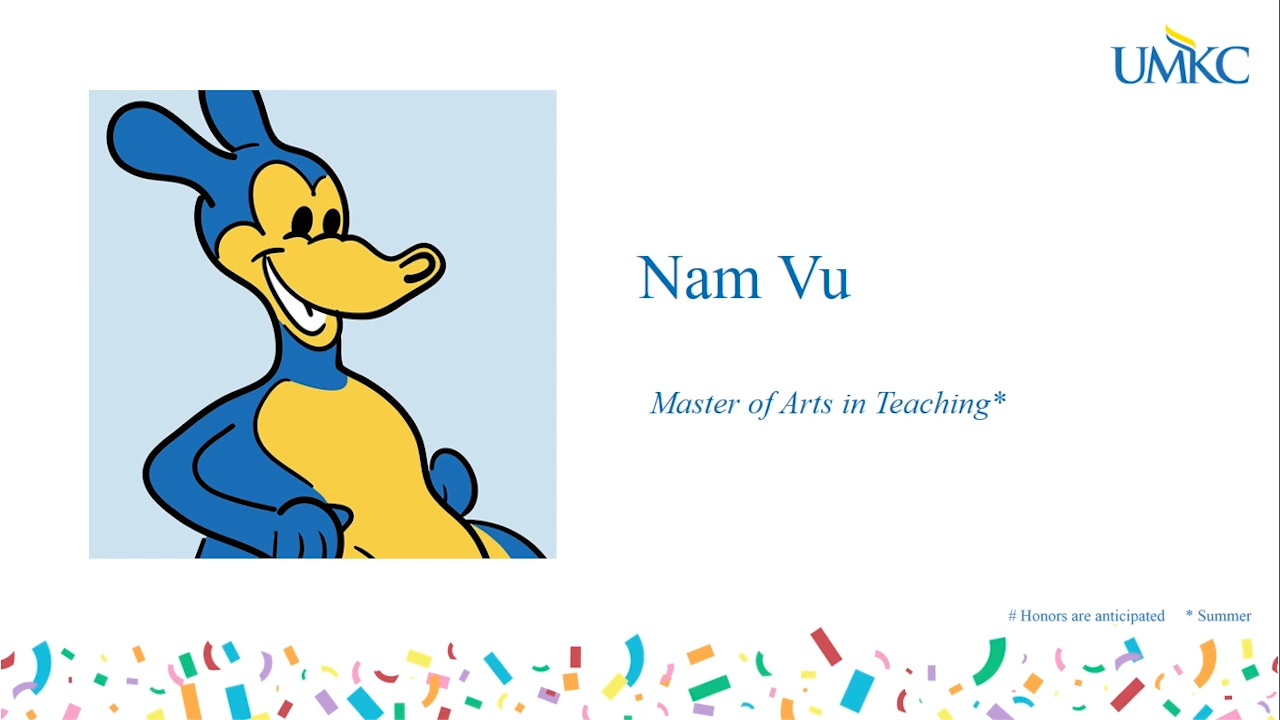 UMKC
Nam Vu
Master of Arts in Teaching*
# Honors are anticipated * Summer